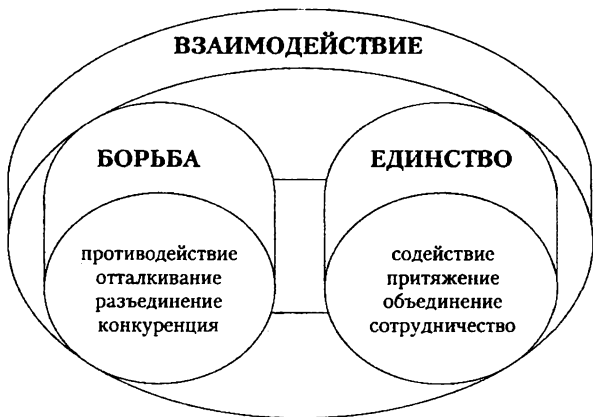 ВЗАИМОДЕЙСТВИЕ
БОРЬБА
противодействие
отталкивание
разъединение
конкуренция
ЕДИНСТВО
содействие
притяжение
объединение
сотрудничество